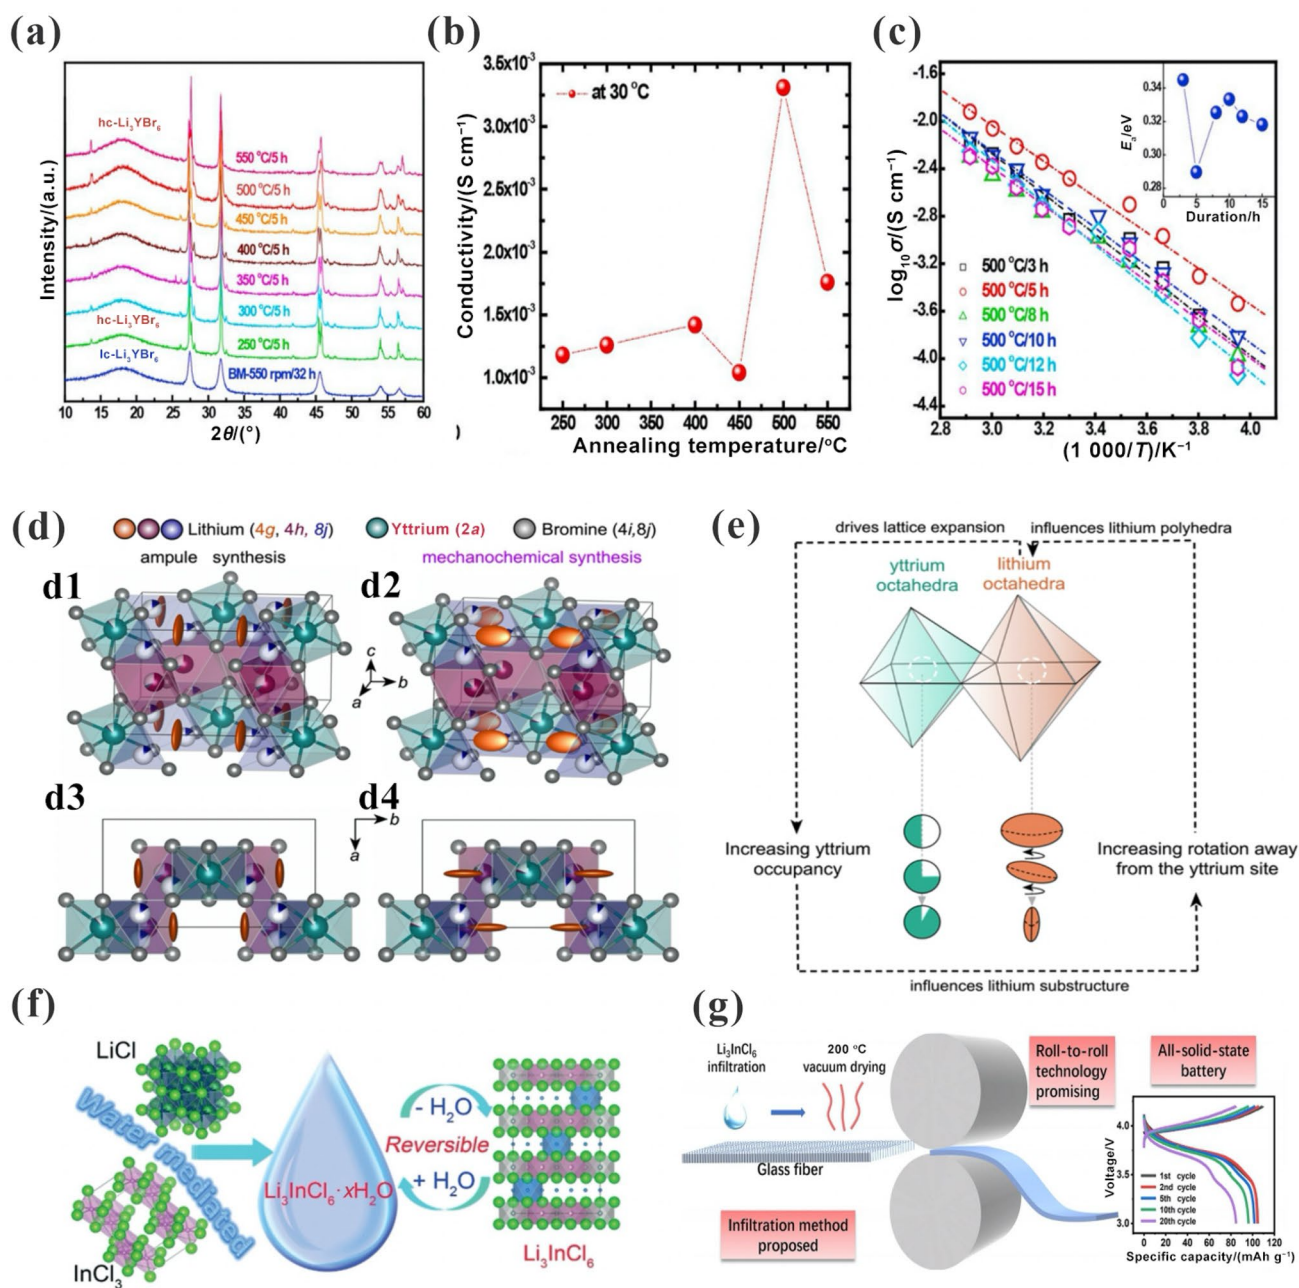 (a)
Intensity/(a.u.)
hc-Li₃YBr₆
550 °C/5 h
500 °C/5 h
450 °C/5 h
400 °C/5 h
350 °C/5 h
300 °C/5 h
hc-Li₃YBr₆
250 °C/5 h
lc-Li₃YBr₆
BM-550 rpm/32 h
10 15 20 25 30 35 40 45 50 55 60
2θ/(°)
)
(b)
Conductivity/(S cm⁻¹)
3.5x10⁻³
3.0x10⁻³
2.5x10⁻³
2.0x10⁻³
1.5x10⁻³
1.0x10⁻³
at 30 °C
250 300 350 400 450 500 550
Annealing temperature/°C
(c)
log₁₀σ/(S cm⁻¹)
-1.6
-2.0
-2.4
-2.8
-3.2
-3.6
-4.0
-4.4
500 °C/3 h
500 °C/5 h
500 °C/8 h
500 °C/10 h
500 °C/12 h
500 °C/15 h
2.8 3.0 3.2 3.4 3.6 3.8 4.0
(1 000/T)/K⁻¹
Eₐ/eV
0.34
0.32
0.30
0.28
0 5 10 15
Duration/h
(d)
Lithium (4g, 4h, 8j) Yttrium (2a) Bromine (4i,8j)
ampule synthesis mechanochemical synthesis
d1 d2
c
b
a
d3 d4
b
a
(e)
drives lattice expansion influences lithium polyhedra
yttrium
octahedra
lithium
octahedra
Increasing yttrium
occupancy
Increasing rotation away
from the yttrium site
influences lithium substructure
(f)
LiCl
Water mediated
InCl₃
Li₃InCl₆·xH₂O
- H₂O
Reversible
+ H₂O
Li₃InCl₆
(g)
Li₃InCl₆
infiltration
200 °C
vacuum drying
Glass fiber
Infiltration method
proposed
Roll-to-roll
technology
promising
All-solid-state
battery
Voltage/V
4.0
3.5
3.0
1st cycle
2nd cycle
5th cycle
10th cycle
20th cycle
0 20 40 60 80 100 120
Specific capacity/(mAh g⁻¹)